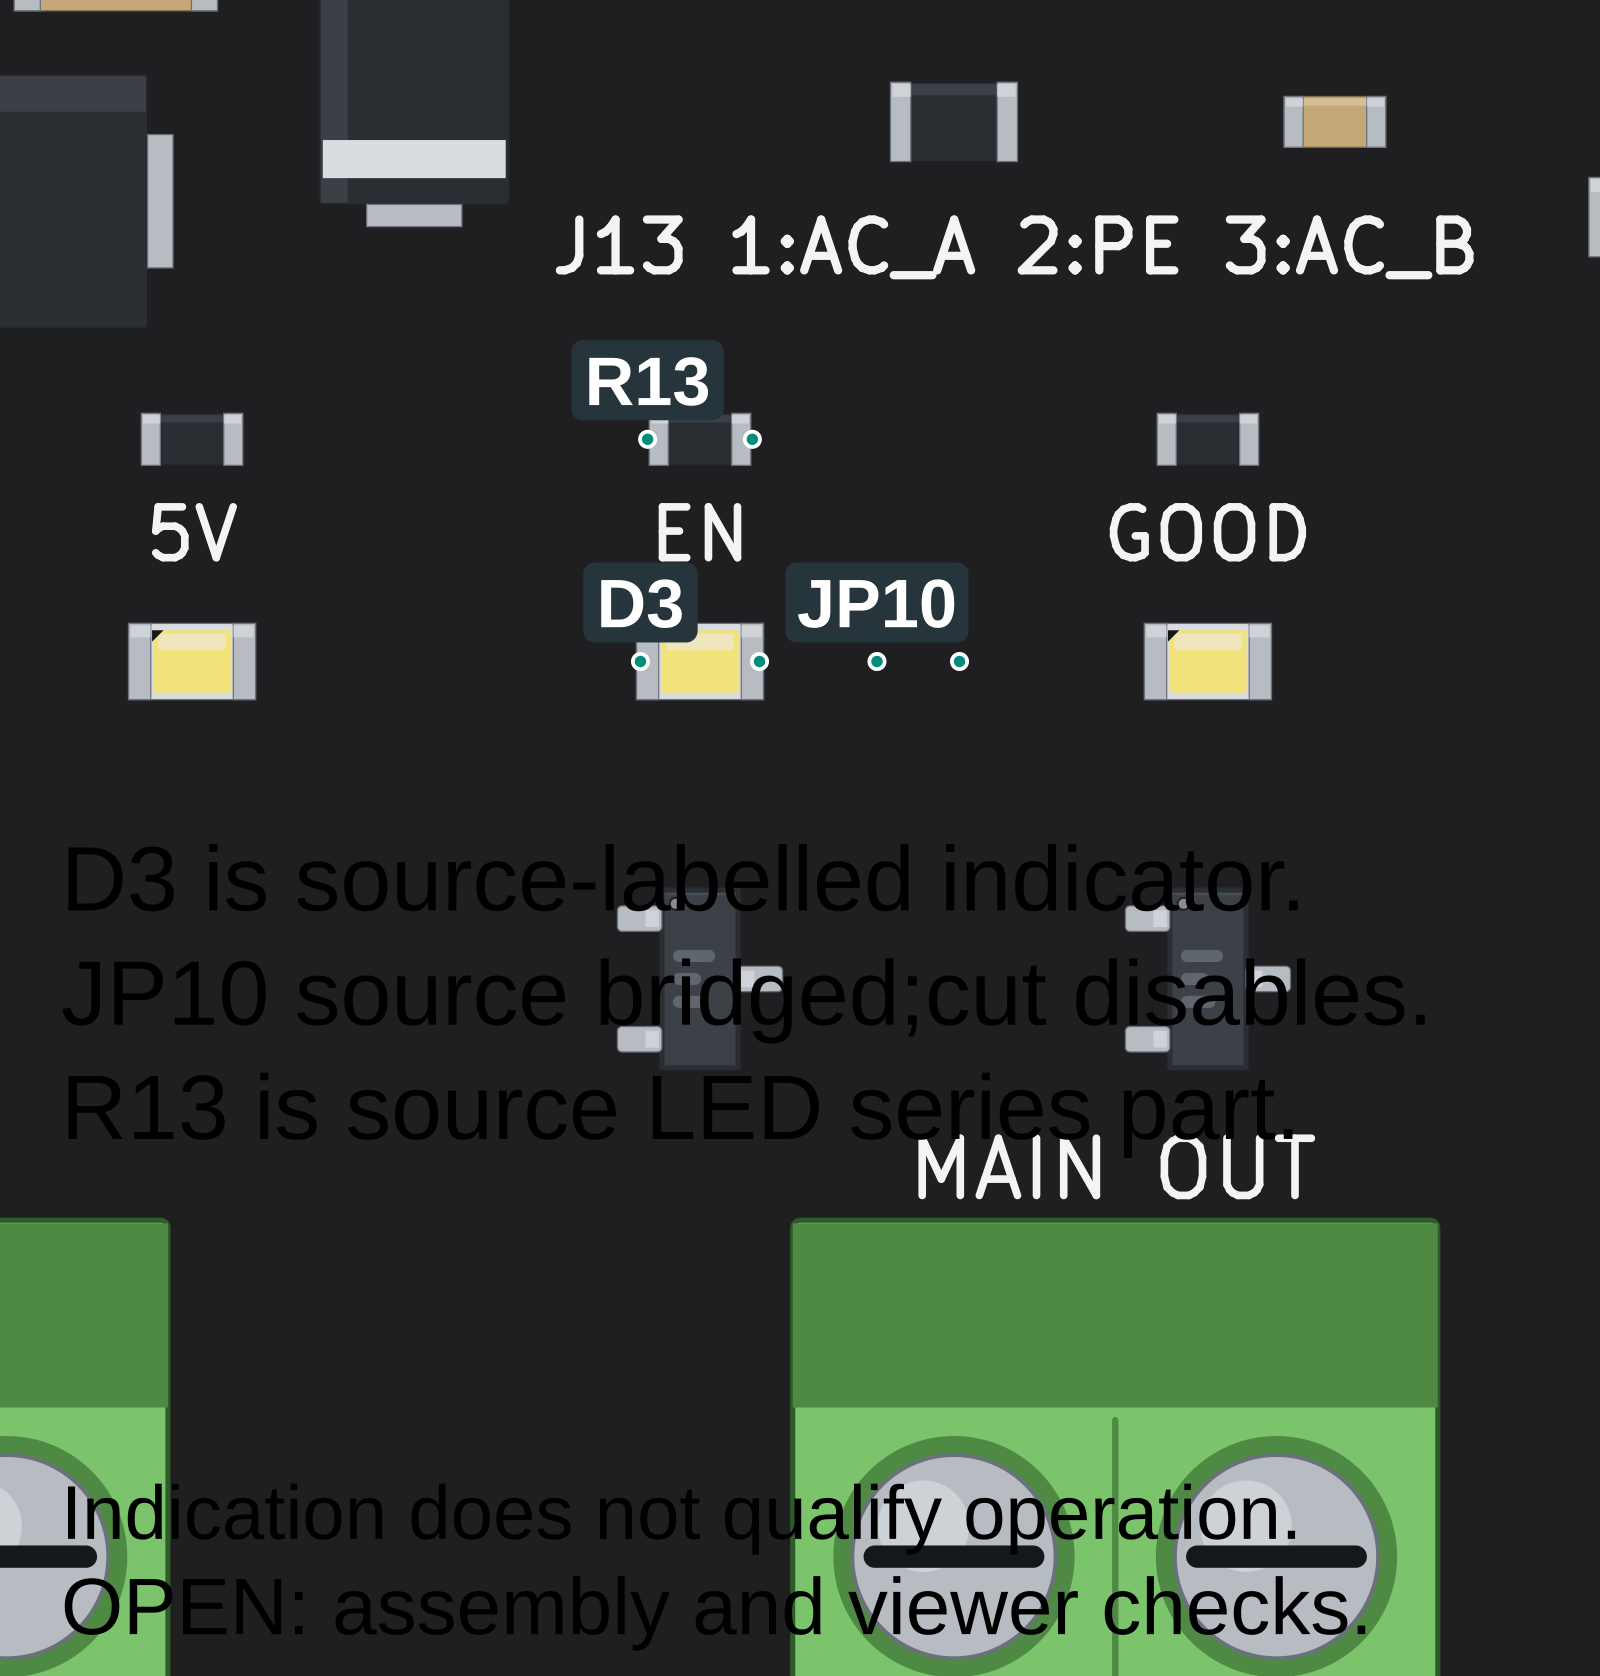 J13 1:AC_A 2:PE 3:AC_B
R13
5V EN GOOD
D3 JP10
D3 is source-labelled indicator.
JP10 source bridged;cut disables.
R13 is source LED series part.
MAIN OUT
Indication does not qualify operation.
OPEN: assembly and viewer checks.